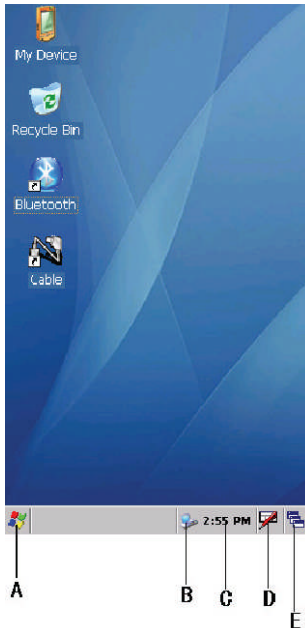 My Device
Recycle Bin
Bluetooth
Cable
2:55 PM
A
B
C
D
E